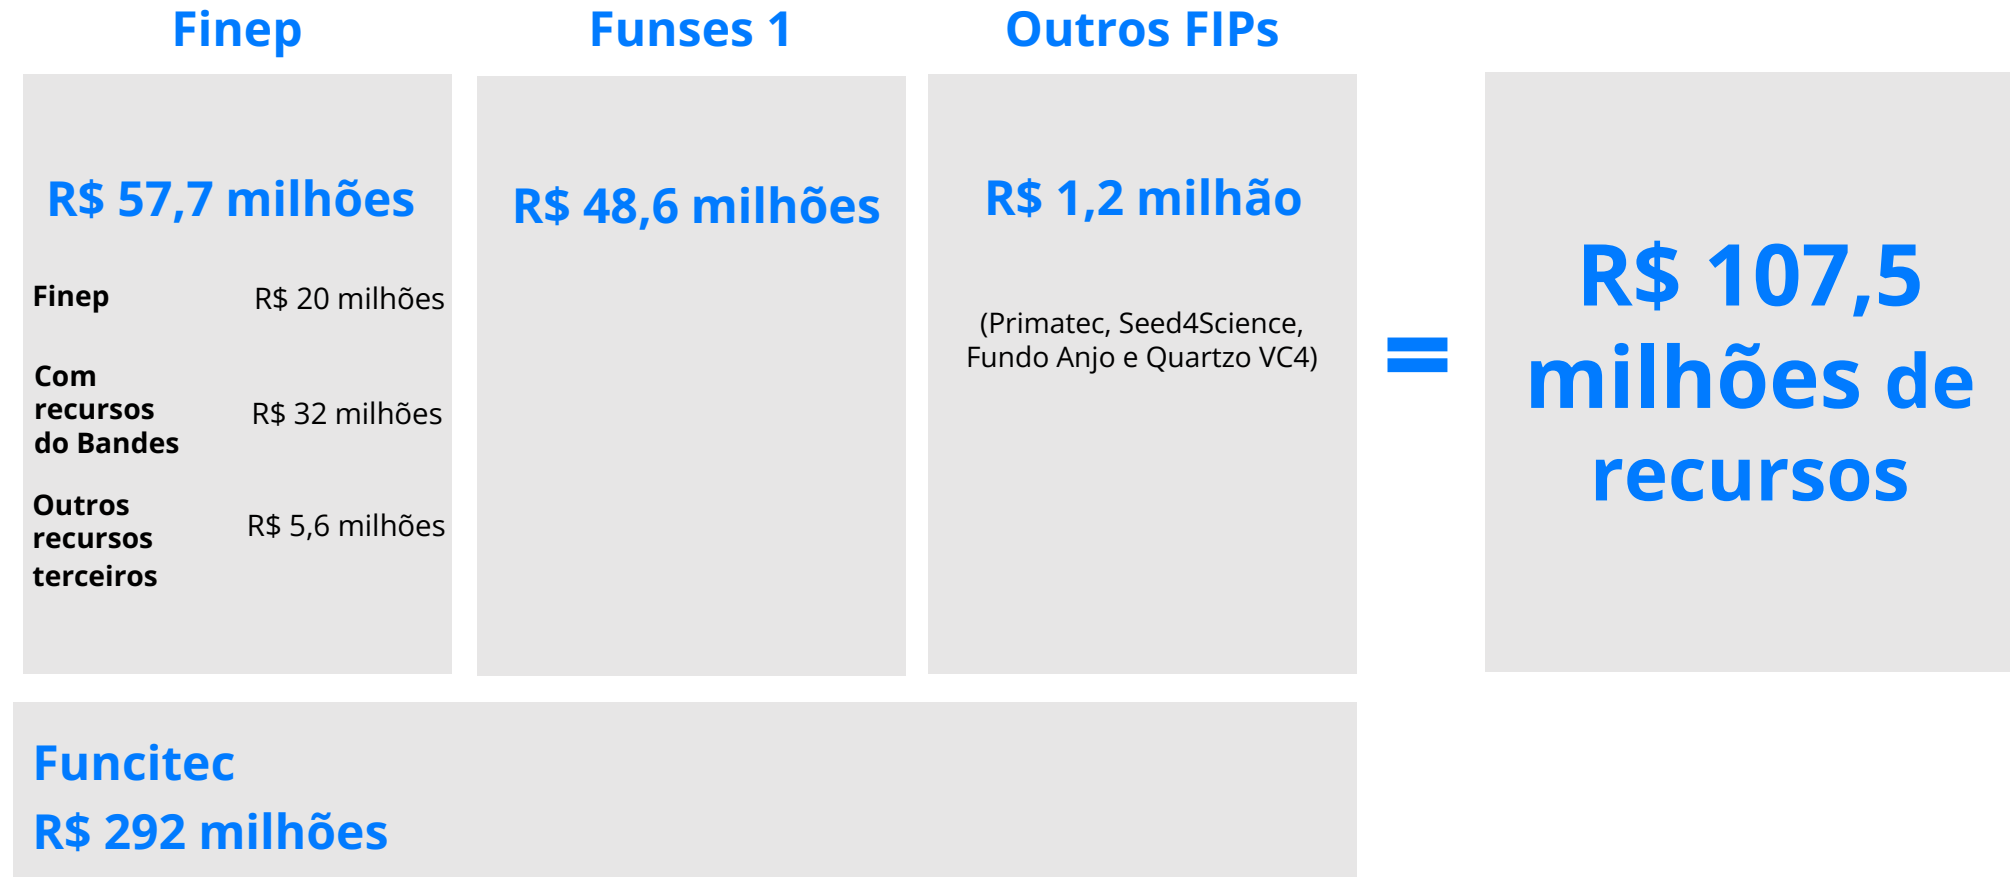 Finep
R$ 57,7 milhões
Finep R$ 20 milhões
Com
recursos
do Bandes
R$ 32 milhões
Outros
recursos
terceiros
R$ 5,6 milhões
Funses 1
R$ 48,6 milhões
Outros FIPs
R$ 1,2 milhão
(Primatec, Seed4Science,
Fundo Anjo e Quartzo VC4)
=
R$ 107,5
milhões de
recursos
Funcitec
R$ 292 milhões